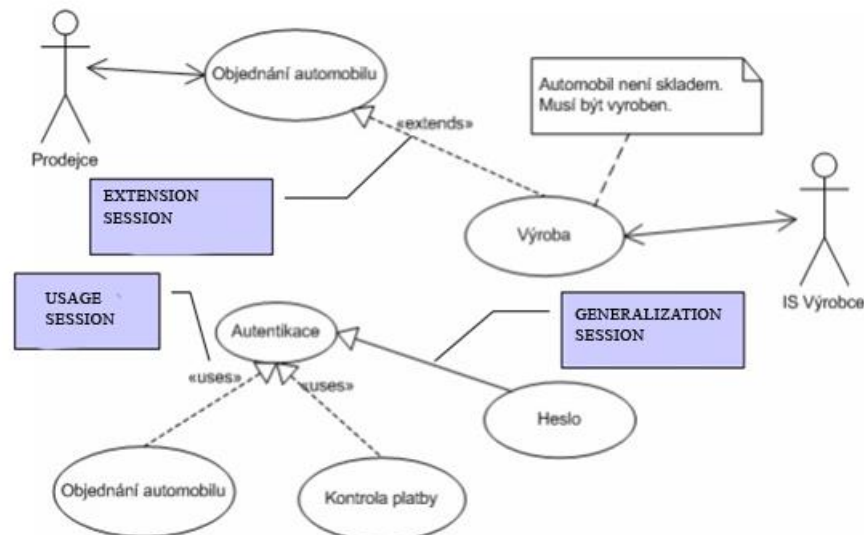 Objednání automobilu
Automobil není skladem.
Musí být vyroben.
«extends»
Prodejce
EXTENSION
SESSION
Výroba
IS Výrobce
USAGE
SESSION
GENERALIZATION
SESSION
Autentikace
«uses»
«uses»
Heslo
Objednání automobilu
Kontrola platby